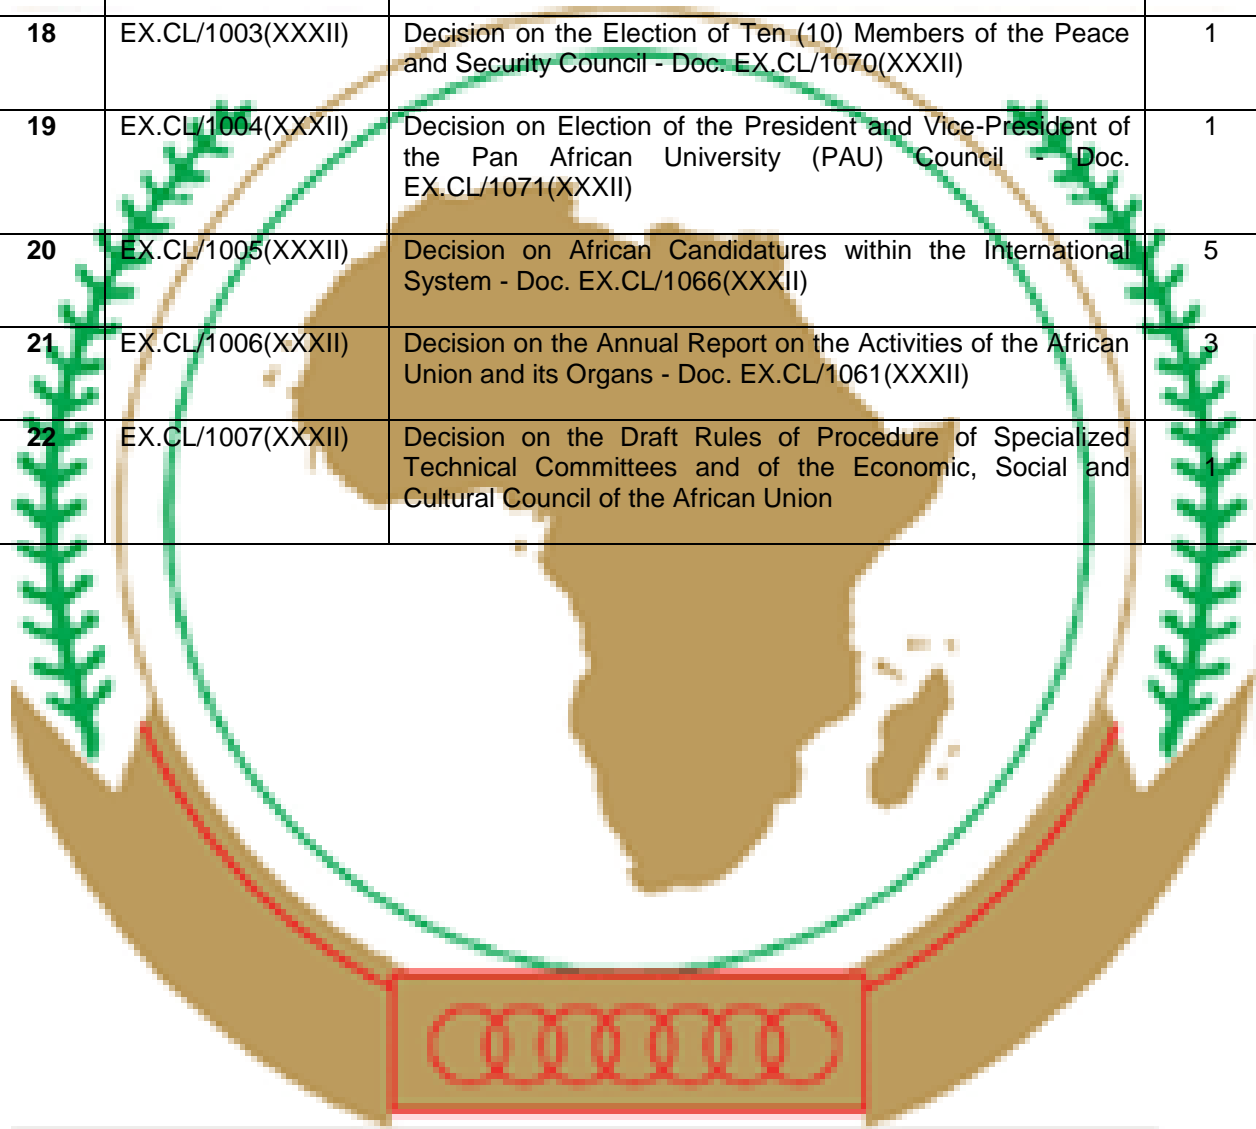 18 EX.CL/1003(XXXII) Decision on the Election of Ten (10) Members of the Peace 1
and Security Council - Doc. EX.CL/1070(XXXII)
19 EX.CL/1004(XXXII) Decision on Election of the President and Vice-President of 1
the Pan African University (PAU) Council - Doc.
EX.CL/1071(XXXII)
20 EX.CL/1005(XXXII) Decision on African Candidatures within the International 5
System - Doc. EX.CL/1066(XXXII)
21 EX.CL/1006(XXXII) Decision on the Annual Report on the Activities of the African 3
Union and its Organs - Doc. EX.CL/1061(XXXII)
22 EX.CL/1007(XXXII) Decision on the Draft Rules of Procedure of Specialized
Technical Committees and of the Economic, Social and 1
Cultural Council of the African Union